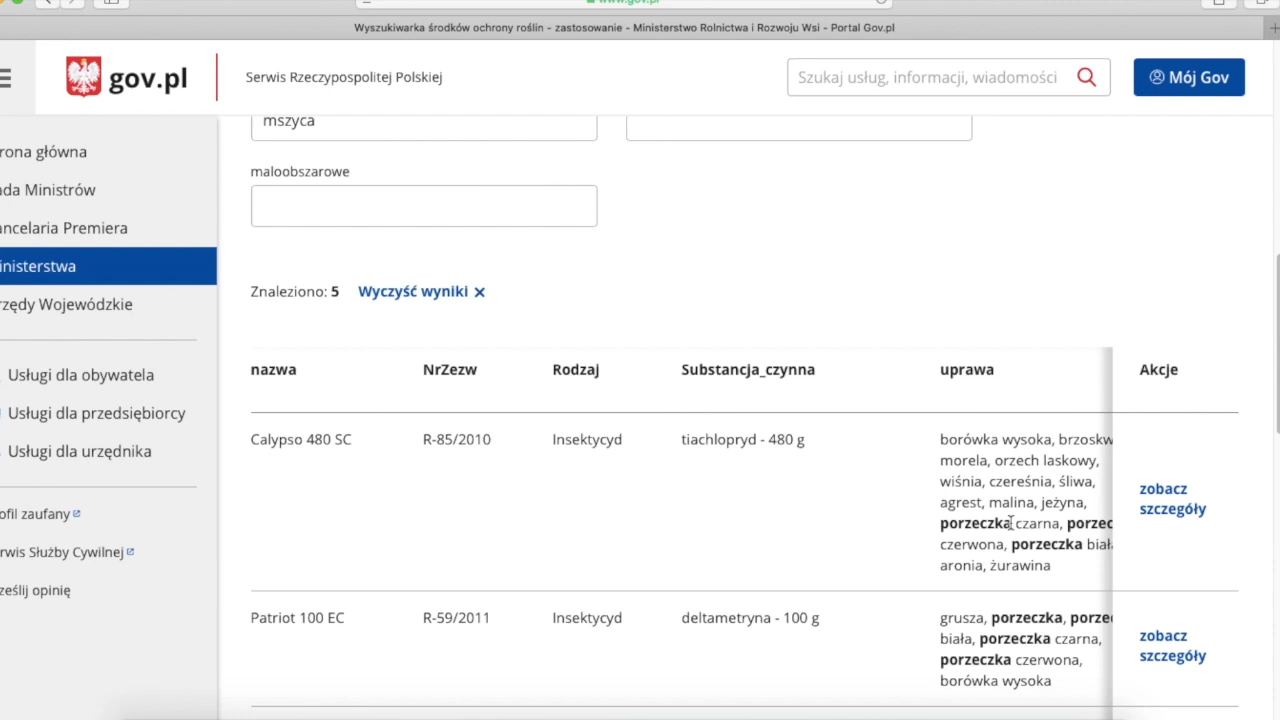 www.gov.pl
Wyszukiwarka środków ochrony roślin - zastosowanie - Ministerstwo Rolnictwa i Rozwoju Wsi - Portal Gov.pl
gov.pl
Serwis Rzeczypospolitej Polskiej
Szukaj usług, informacji, wiadomości
Mój Gov
rona główna
da Ministrów
ancelaria Premiera
inisterstwa
rzędy Wojewódzkie
Usługi dla obywatela
Usługi dla przedsiębiorcy
Usługi dla urzędnika
ofil zaufany
rwis Służby Cywilnej
ześlij opinię
mszyca
maloobszarowe
Znaleziono: 5 Wyczyść wyniki ×
nazwa NrZezw Rodzaj Substancja_czynna uprawa Akcje
Calypso 480 SC R-85/2010 Insektycyd tiachlopryd - 480 g borówka wysoka, brzoskw
morela, orzech laskowy,
wiśnia, czereśnia, śliwa,
agrest, malina, jeżyna,
porzeczka czarna, porzec
czerwona, porzeczka biał
aronia, żurawina
zobacz
szczegóły
Patriot 100 EC R-59/2011 Insektycyd deltametryna - 100 g grusza, porzeczka, porze
biała, porzeczka czarna,
porzeczka czerwona,
borówka wysoka
zobacz
szczegóły